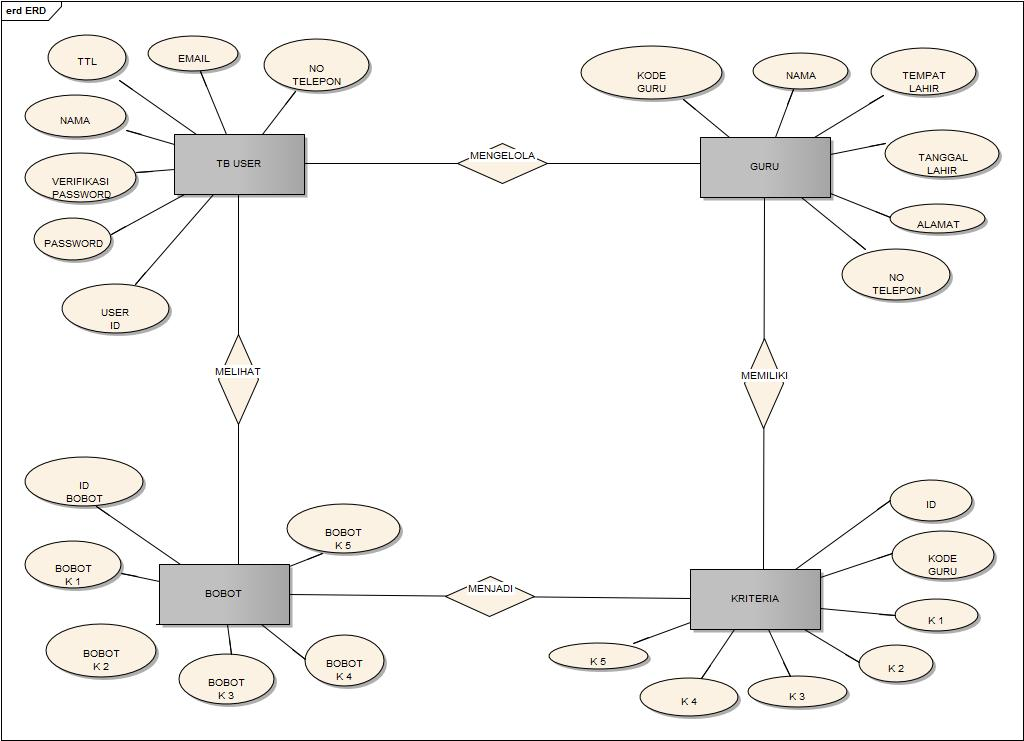 erd ERD
TTL
EMAIL
NO
TELEPON
NAMA
VERIFIKASI
PASSWORD
PASSWORD
USER
ID
TB USER
MENGELOLA
KODE
GURU
NAMA
TEMPAT
LAHIR
TANGGAL
LAHIR
ALAMAT
NO
TELEPON
GURU
MELIHAT
MEMILIKI
ID
BOBOT
BOBOT
K 5
BOBOT
K 1
BOBOT
BOBOT
K 2
BOBOT
K 3
BOBOT
K 4
MENJADI
ID
KODE
GURU
KRITERIA
K 1
K 2
K 3
K 4
K 5